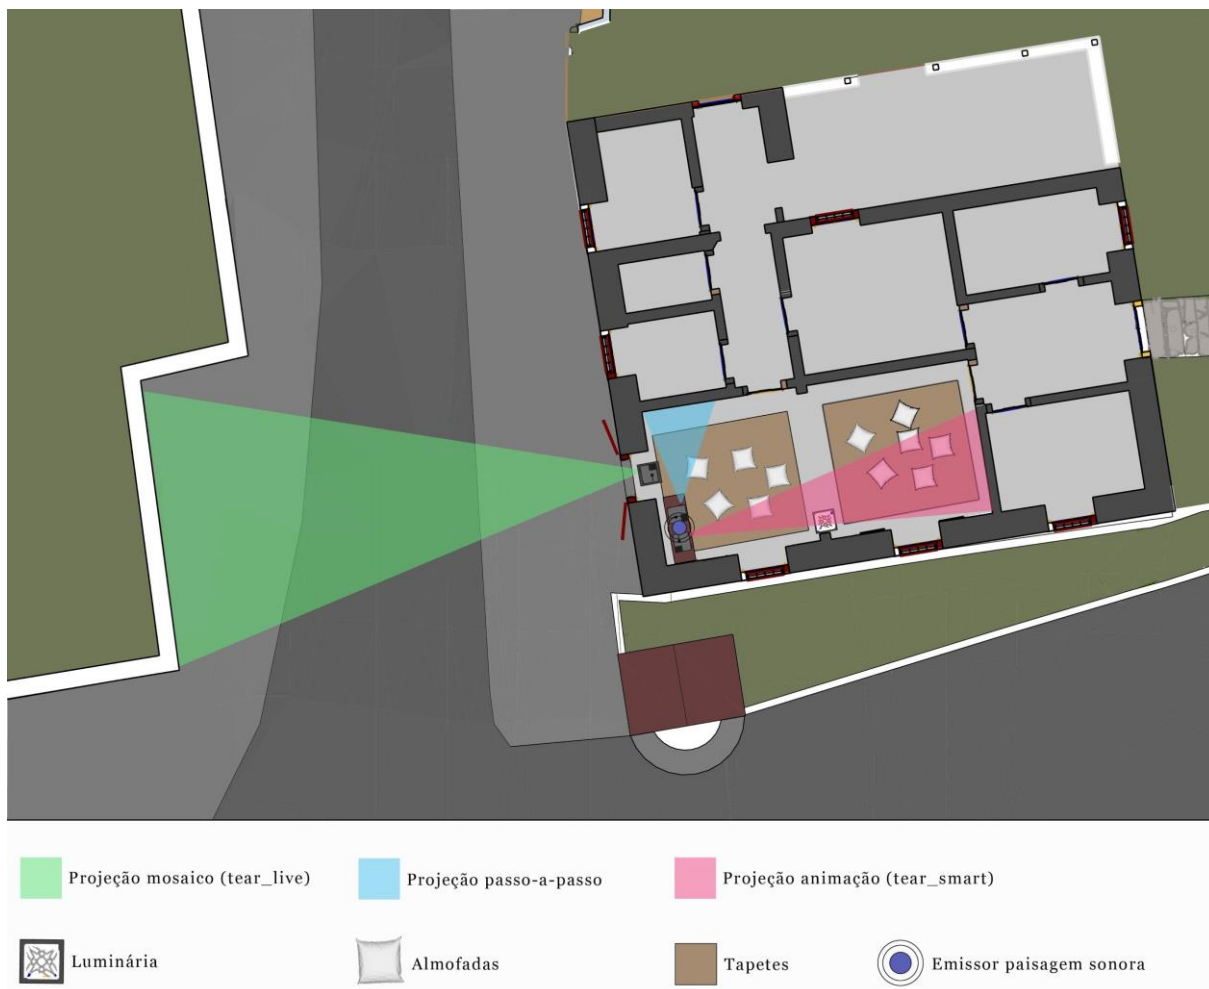 Projeção mosaico (tear_live)
Projeção passo-a-passo
Projeção animação (tear_smart)
Luminária
Almofadas
Tapetes
Emissor paisagem sonora